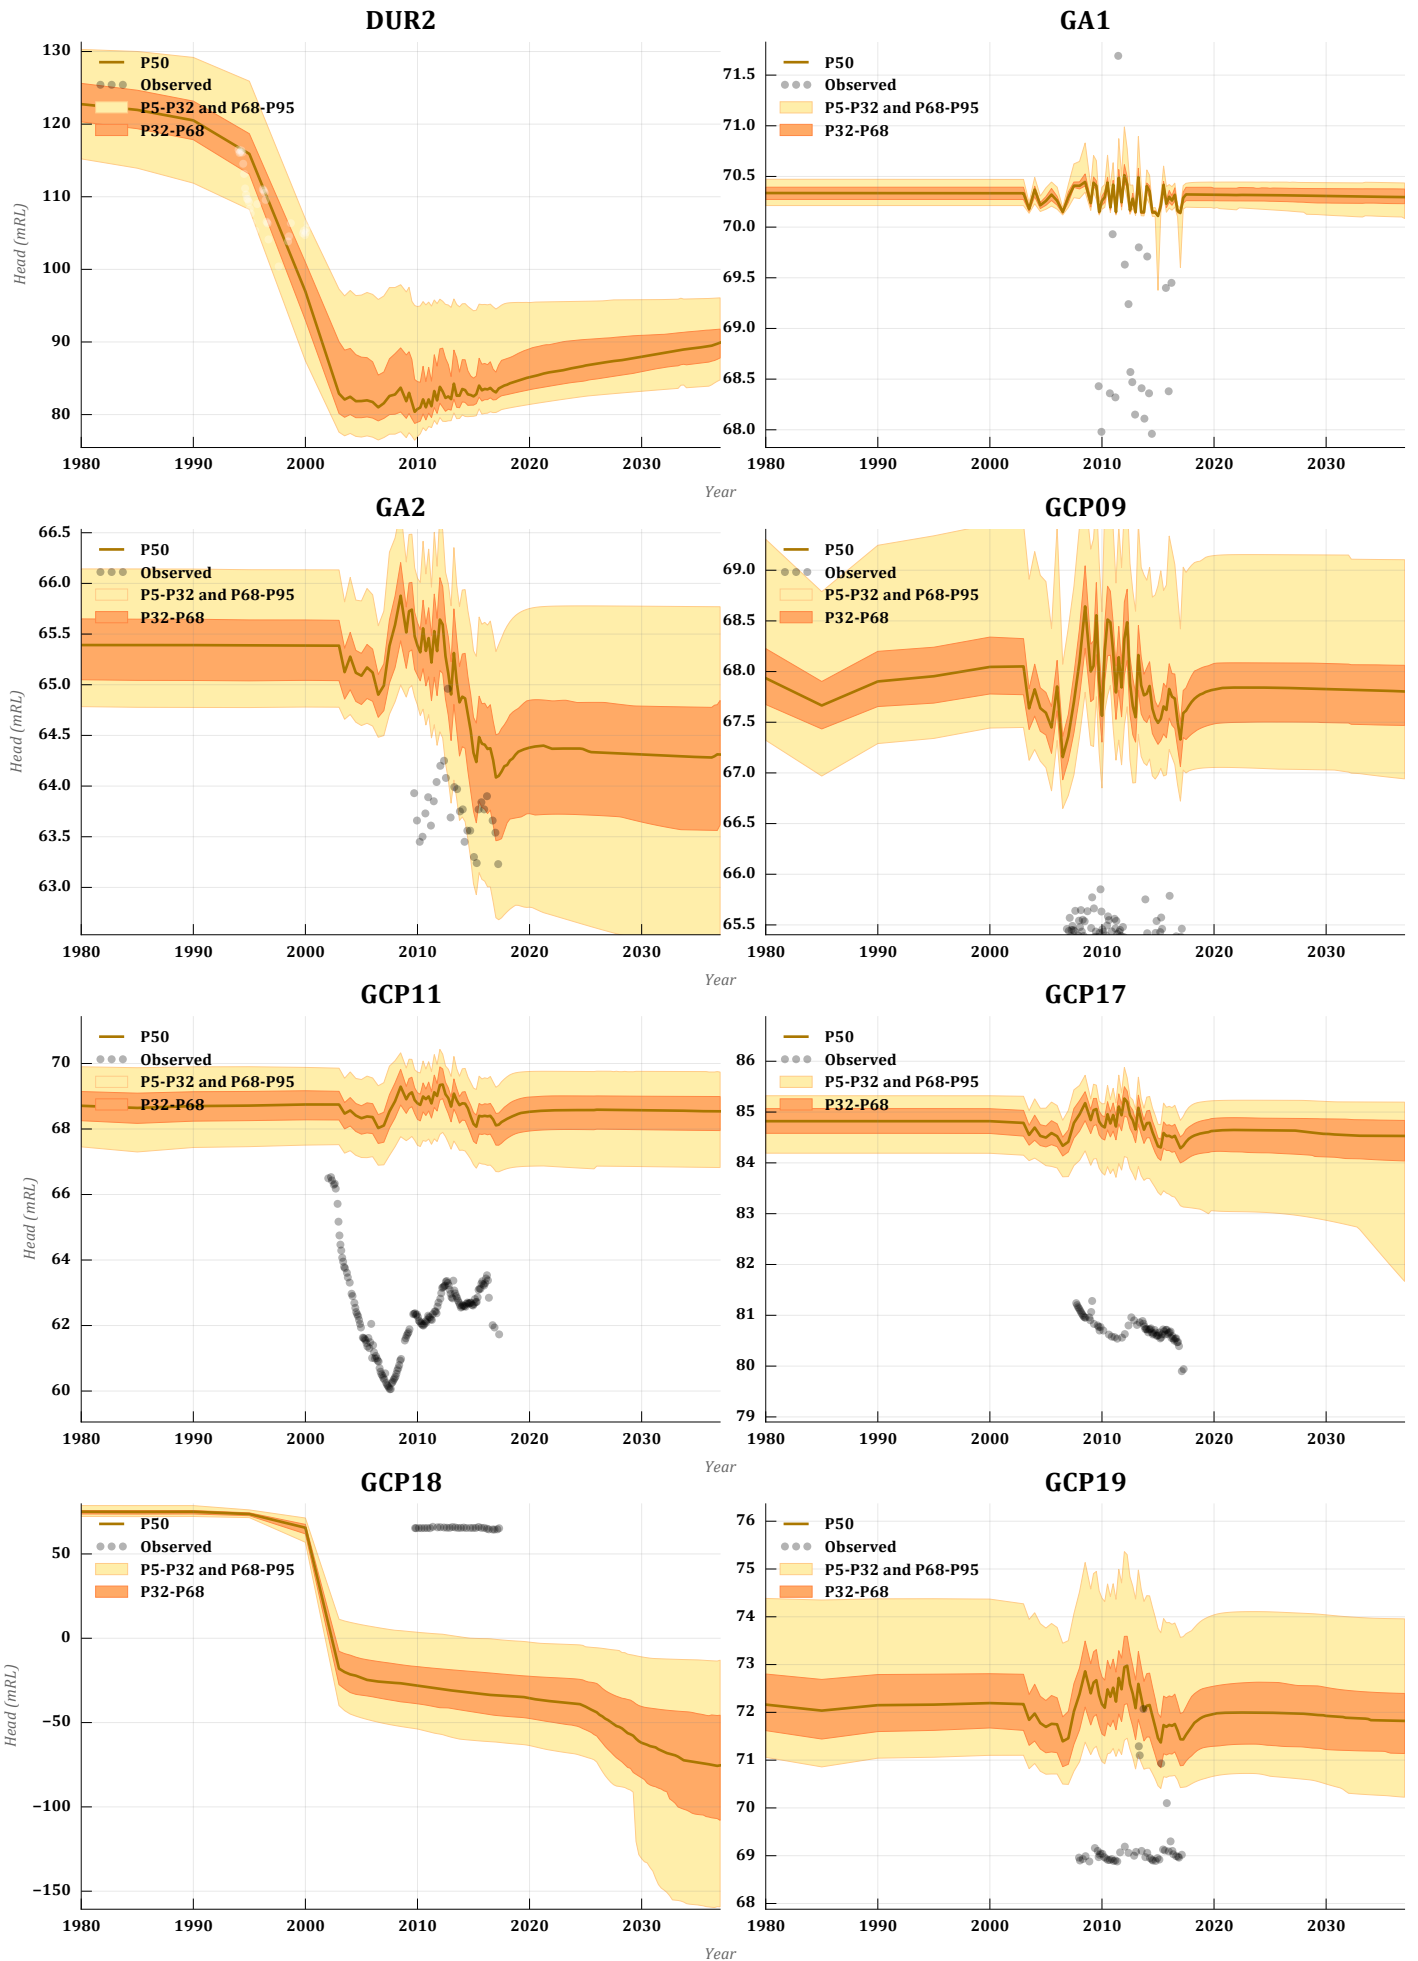 DUR2
P50
Observed
P5-P32 and P68-P95
P32-P68
130
120
110
100
90
80
Head (mRL)
1980
1990
2000
2010
2020
2030
GA1
P50
Observed
P5-P32 and P68-P95
P32-P68
71.5
71.0
70.5
70.0
69.5
69.0
68.5
68.0
1980
1990
2000
2010
2020
2030
Year
GA2
P50
Observed
P5-P32 and P68-P95
P32-P68
66.5
66.0
65.5
65.0
64.5
64.0
63.5
63.0
Head (mRL)
1980
1990
2000
2010
2020
2030
GCP09
P50
Observed
P5-P32 and P68-P95
P32-P68
69.0
68.5
68.0
67.5
67.0
66.5
66.0
65.5
1980
1990
2000
2010
2020
2030
Year
GCP11
P50
Observed
P5-P32 and P68-P95
P32-P68
70
68
66
64
62
60
Head (mRL)
1980
1990
2000
2010
2020
2030
GCP17
P50
Observed
P5-P32 and P68-P95
P32-P68
86
85
84
83
82
81
80
79
1980
1990
2000
2010
2020
2030
Year
GCP18
P50
Observed
P5-P32 and P68-P95
P32-P68
50
0
−50
−100
−150
Head (mRL)
1980
1990
2000
2010
2020
2030
GCP19
P50
Observed
P5-P32 and P68-P95
P32-P68
76
75
74
73
72
71
70
69
68
1980
1990
2000
2010
2020
2030
Year